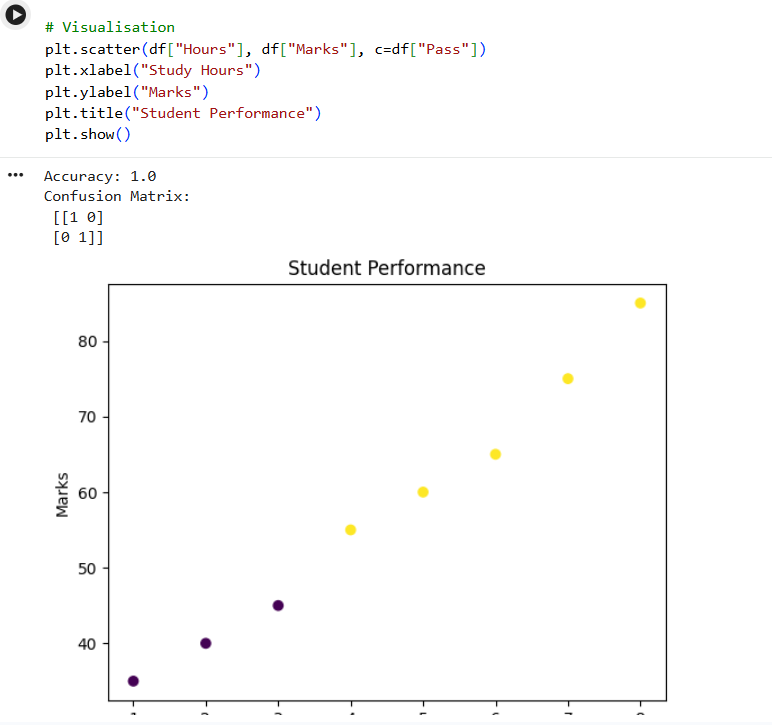 # Visualisation
plt.scatter(df["Hours"], df["Marks"], c=df["Pass"])
plt.xlabel("Study Hours")
plt.ylabel("Marks")
plt.title("Student Performance")
plt.show()
Accuracy: 1.0
Confusion Matrix:
[[1 0]
[0 1]]
Student Performance
80
70
60
50
40
Marks